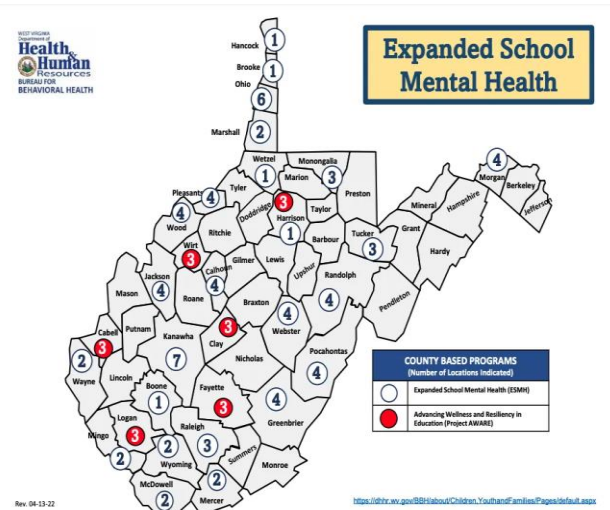 WEST VIRGINIA
Department of
Health
&
Human
Resources
BUREAU FOR
BEHAVIORAL HEALTH
Expanded School
Mental Health
Hancock
1
Brooke
1
Ohio
6
Marshall
2
Wetzel
1
Monongalia
3
Marion
Preston
Morgan
4
Berkeley
Jefferson
Mineral
Hampshire
Grant
Hardy
Pleasants
4
Tyler
Wood
4
Doddridge
Harrison
3
1
Taylor
Ritchie
Barbour
Tucker
3
Wirt
3
Calhoun
4
Gilmer
Lewis
Upshur
Randolph
4
Pendleton
Jackson
4
Mason
Roane
Braxton
Webster
4
Pocahontas
4
Cabell
3
Putnam
Kanawha
7
Clay
3
Nicholas
Wayne
2
Lincoln
Boone
1
Fayette
3
Greenbrier
4
Logan
3
Mingo
2
Raleigh
3
Wyoming
2
Summers
Monroe
McDowell
2
Mercer
2
COUNTY BASED PROGRAMS
(Number of Locations Indicated)
Expanded School Mental Health (ESMH)
Advancing Wellness and Resiliency in
Education (Project AWARE)
Rev. 04-13-22
https://dhhr.wv.gov/BBH/about/Children,YouthandFamilies/Pages/default.aspx